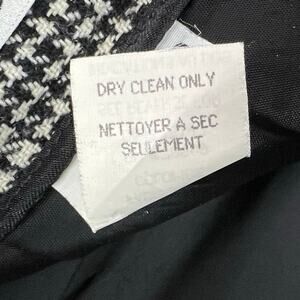 DRY CLEAN ONLY
NETTOYER A SEC
SEULEMENT